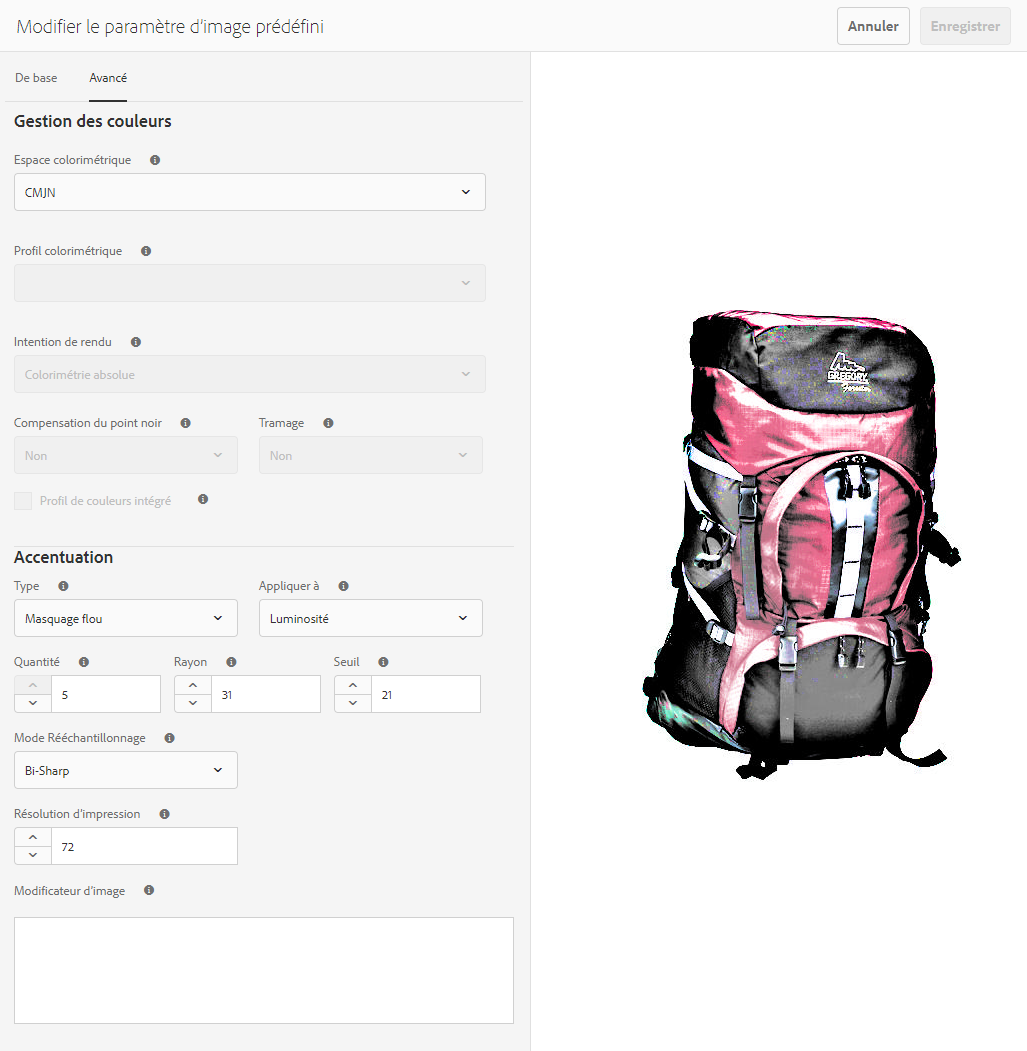 Modifier le paramètre d'image prédéfini
Annuler
Enregistrer
De base
Avancé
Gestion des couleurs
Espace colorimétrique
CMJN
Profil colorimétrique
Intention de rendu
Colorimétrie absolue
Compensation du point noir
Tramage
Non
Non
Profil de couleurs intégré
Accentuation
Type
Appliquer à
Masquage flou
Luminosité
Quantité
Rayon
Seuil
5
31
21
Mode Rééchantillonnage
Bi-Sharp
Résolution d'impression
72
Modificateur d'image
GREGORY